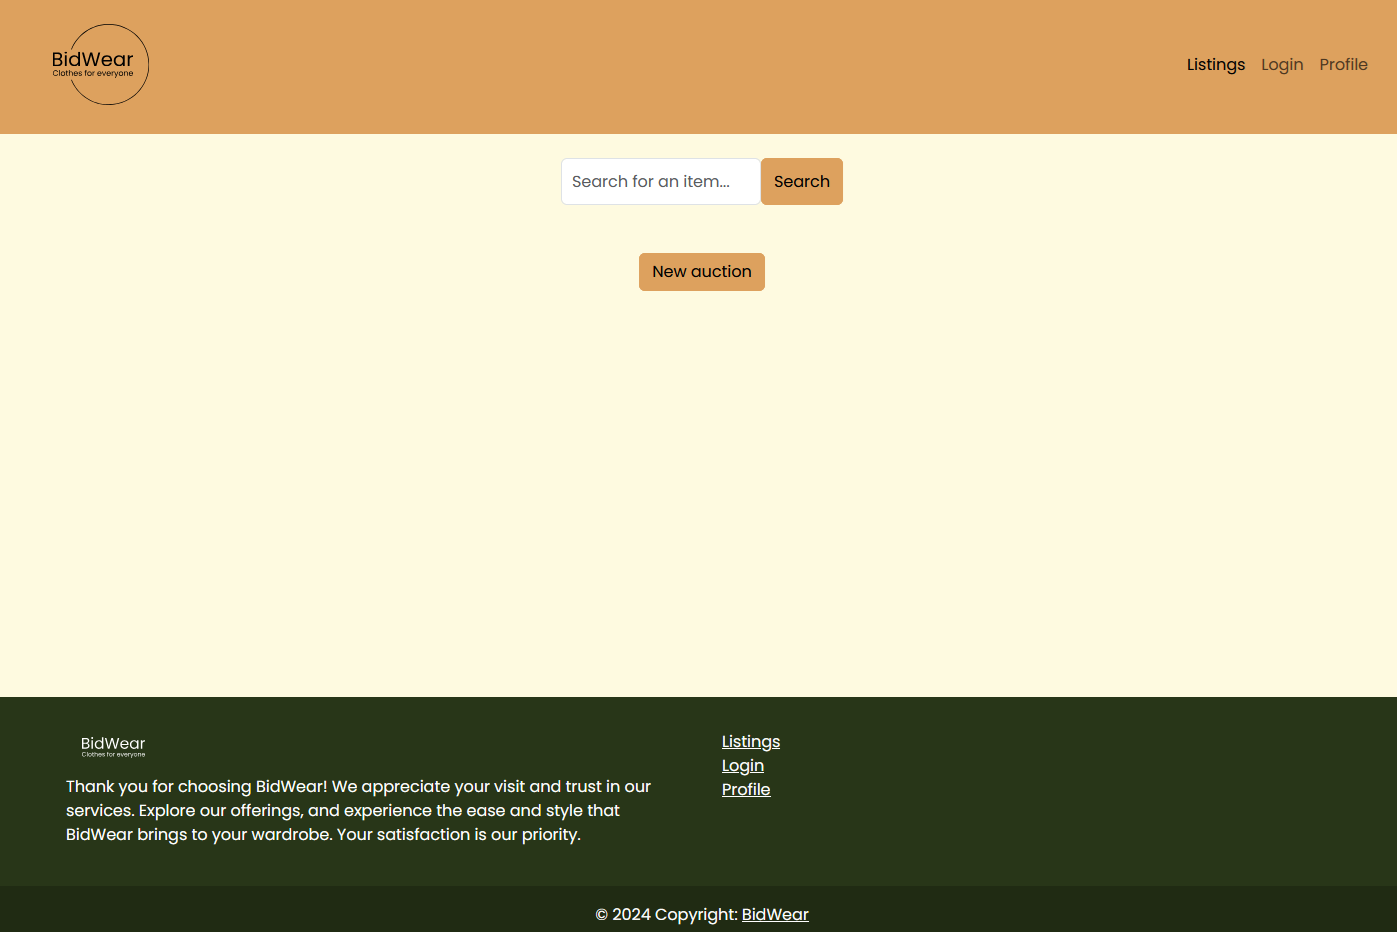 BidWear
Clothes for everyone
Listings Login Profile
Search for an item... Search
New auction
BidWear
Clothes for everyone
Thank you for choosing BidWear! We appreciate your visit and trust in our
services. Explore our offerings, and experience the ease and style that
BidWear brings to your wardrobe. Your satisfaction is our priority.
Listings
Login
Profile
© 2024 Copyright: BidWear